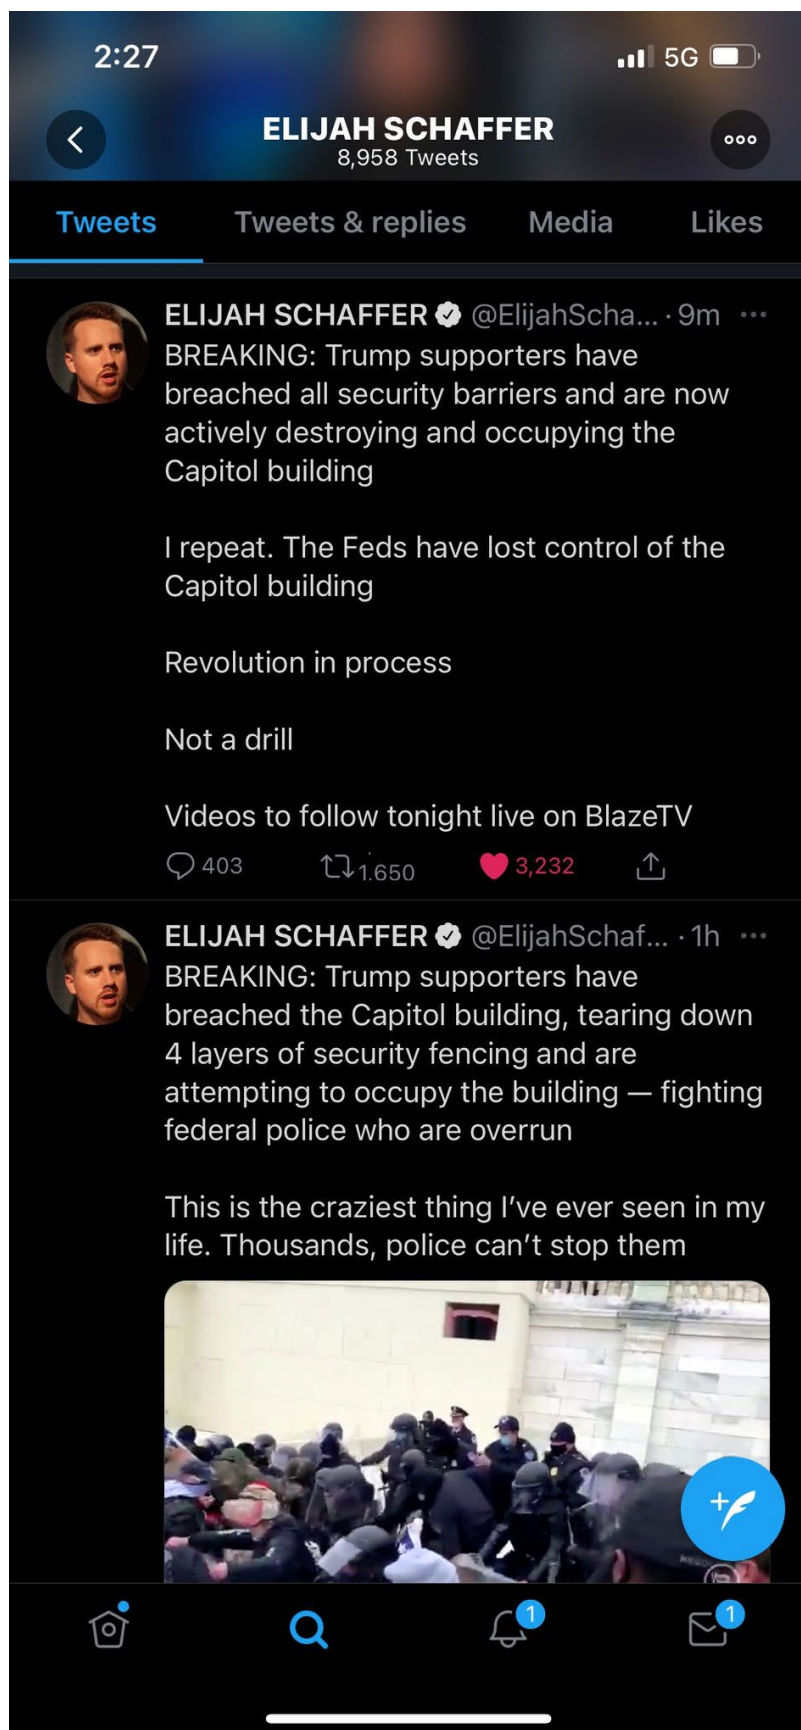 2:27
5G
ELIJAH SCHAFFER
8,958 Tweets
Tweets
Tweets & replies
Media
Likes
ELIJAH SCHAFFER @ElijahScha... · 9m ···
BREAKING: Trump supporters have
breached all security barriers and are now
actively destroying and occupying the
Capitol building
I repeat. The Feds have lost control of the
Capitol building
Revolution in process
Not a drill
Videos to follow tonight live on BlazeTV
403
1.650
3,232
ELIJAH SCHAFFER @ElijahSchaf... · 1h ···
BREAKING: Trump supporters have
breached the Capitol building, tearing down
4 layers of security fencing and are
attempting to occupy the building — fighting
federal police who are overrun
This is the craziest thing I’ve ever seen in my
life. Thousands, police can’t stop them
1
1